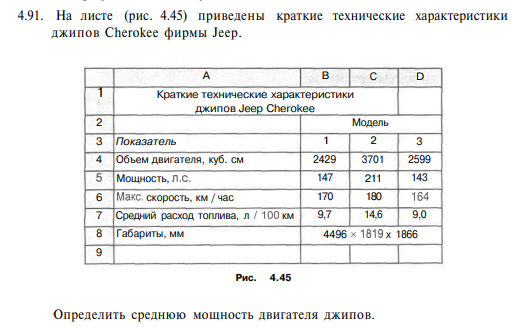 4.91. На листе (рис. 4.45) приведены краткие технические характеристики
джипов Cherokee фирмы Jeep.
A B C D
1 Краткие технические характеристики
джипов Jeep Cherokee
2 Модель
3 Показатель 1 2 3
4 Объем двигателя, куб. см 2429 3701 2599
5 Мощность, л.с. 147 211 143
6 Макс. скорость, км / час 170 180 164
7 Средний расход топлива, л / 100 км 9,7 14,6 9,0
8 Габариты, мм 4496 × 1819 x 1866
9
Рис. 4.45
Определить среднюю мощность двигателя джипов.